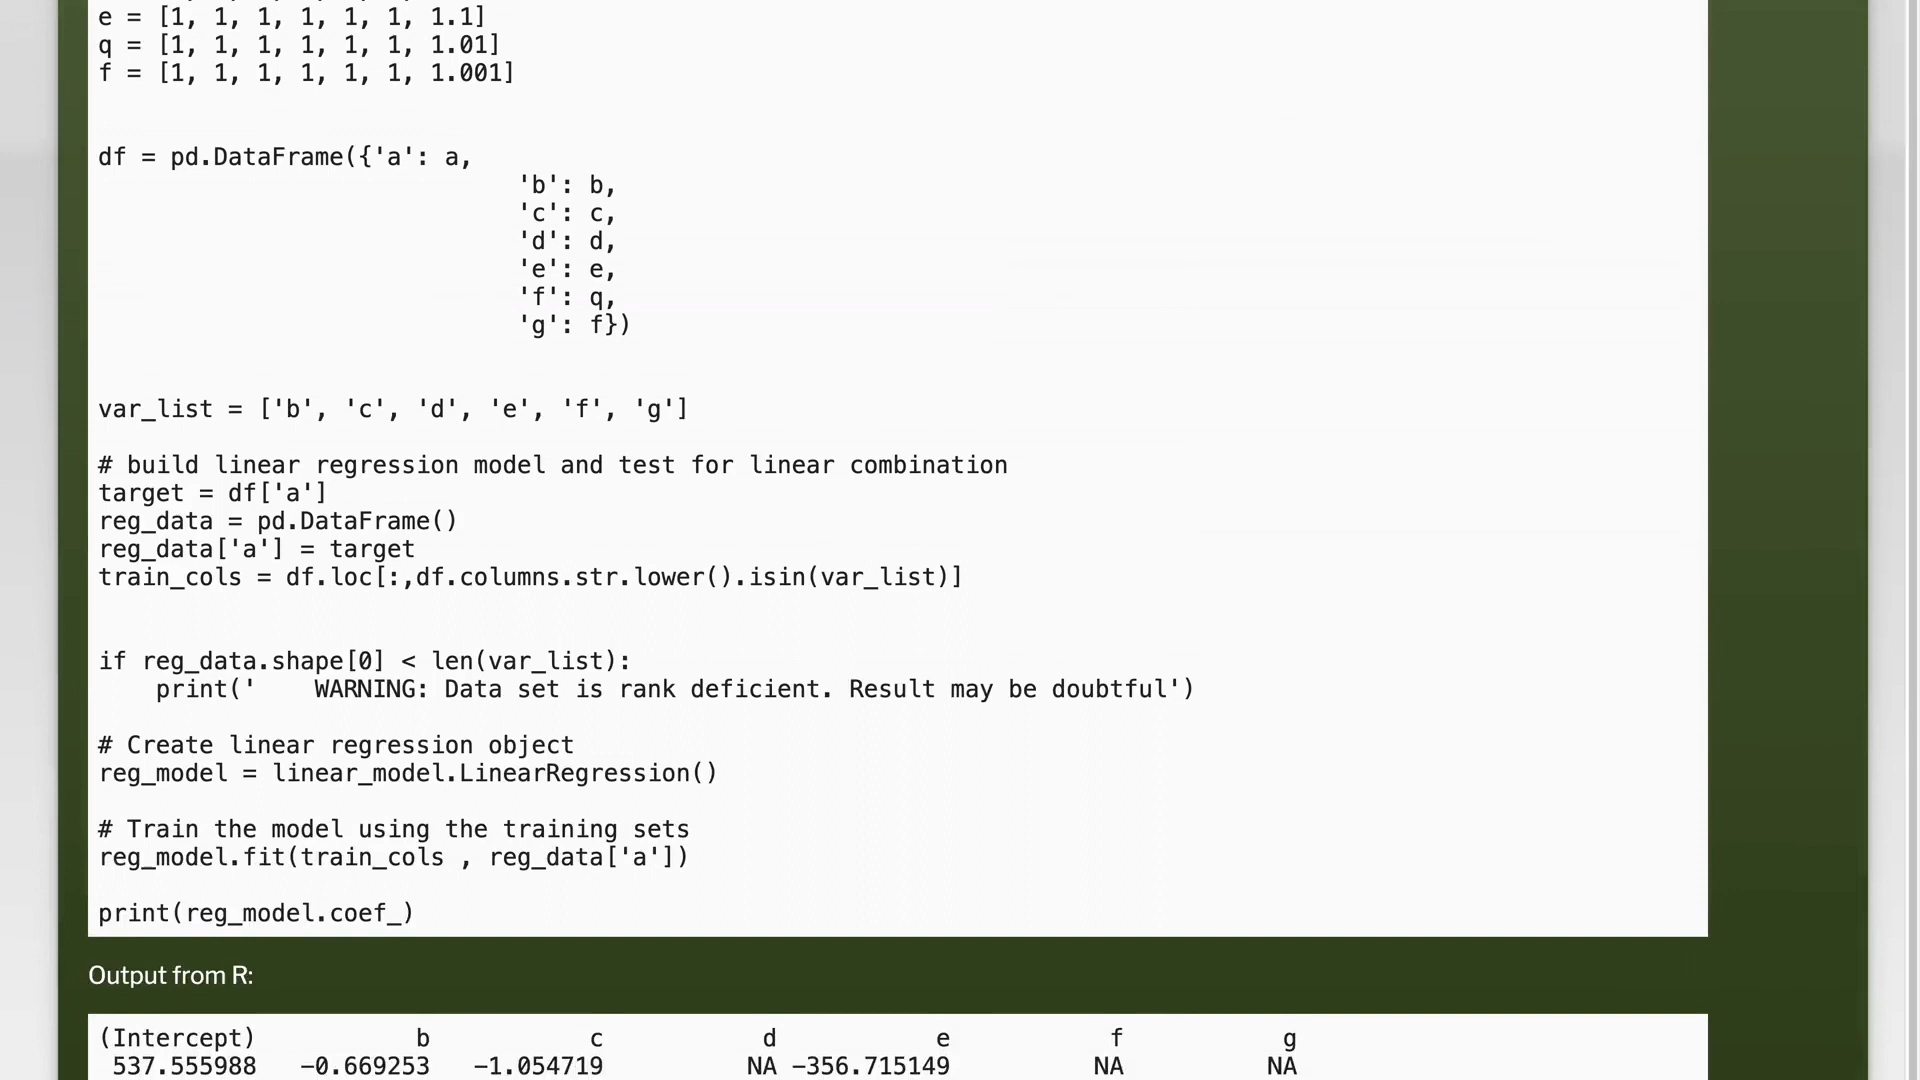 e = [1, 1, 1, 1, 1, 1, 1.1]
q = [1, 1, 1, 1, 1, 1, 1.01]
f = [1, 1, 1, 1, 1, 1, 1.001]
df = pd.DataFrame({'a': a,
'b': b,
'c': c,
'd': d,
'e': e,
'f': q,
'g': f})
var_list = ['b', 'c', 'd', 'e', 'f', 'g']
# build linear regression model and test for linear combination
target = df['a']
reg_data = pd.DataFrame()
reg_data['a'] = target
train_cols = df.loc[:,df.columns.str.lower().isin(var_list)]
if reg_data.shape[0] < len(var_list):
    print('    WARNING: Data set is rank deficient. Result may be doubtful')
# Create linear regression object
reg_model = linear_model.LinearRegression()
# Train the model using the training sets
reg_model.fit(train_cols , reg_data['a'])
print(reg_model.coef_)
Output from R:
(Intercept)           b           c           d           e           f           g
537.555988   -0.669253   -1.054719          NA -356.715149          NA          NA